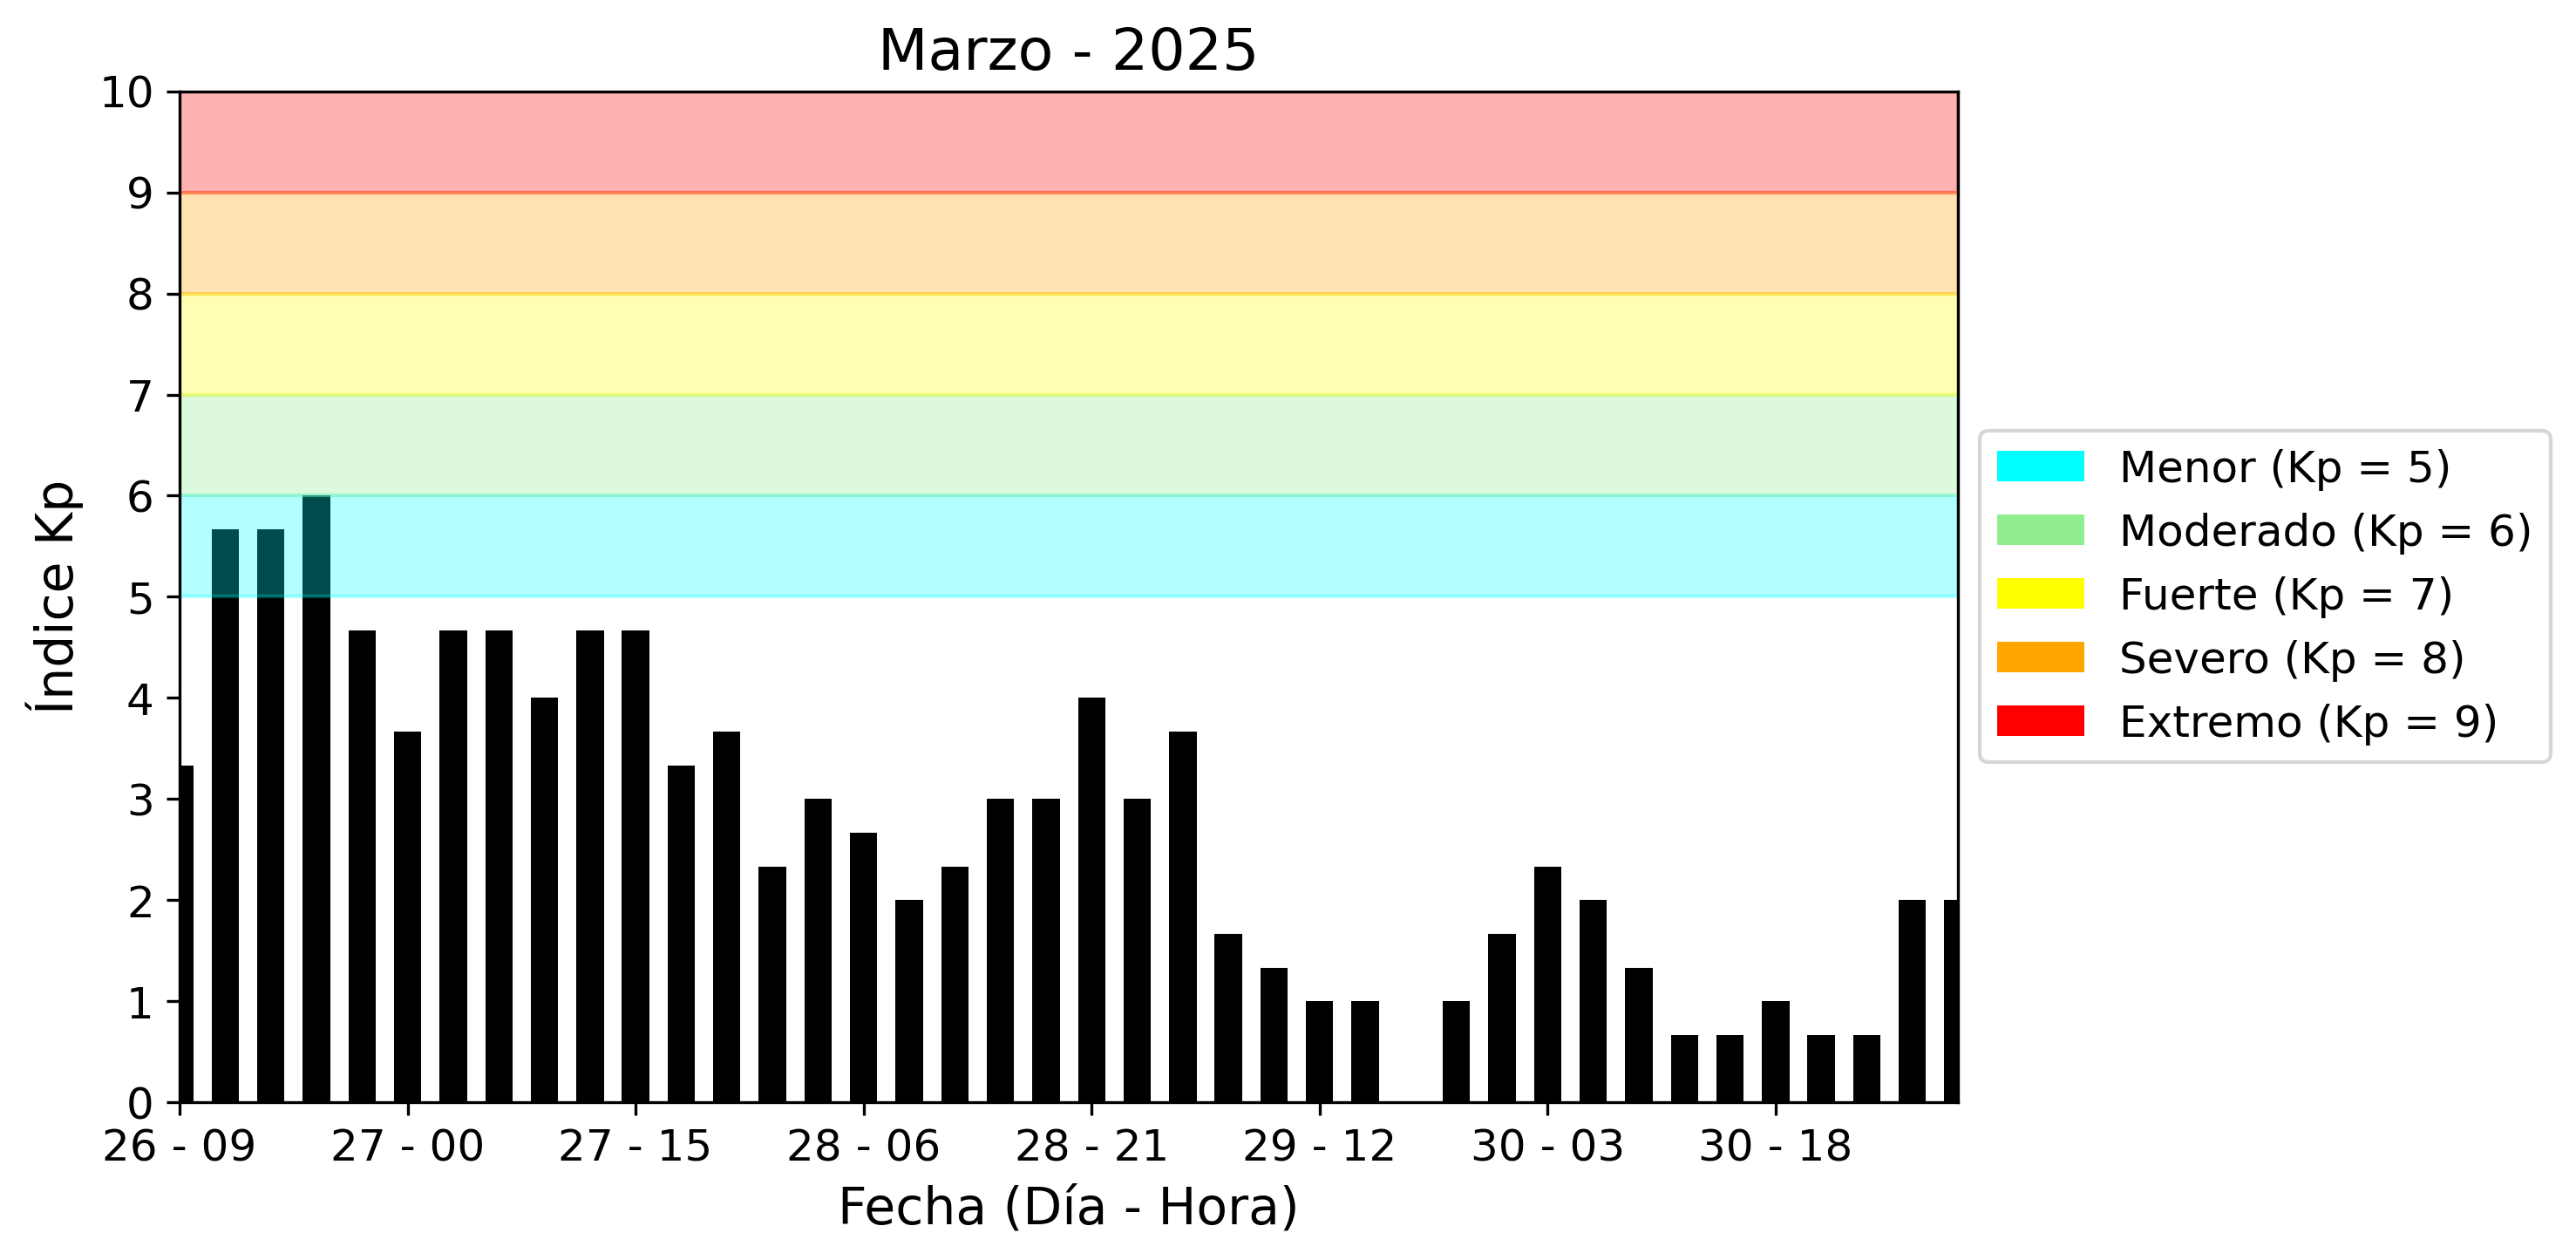 Marzo - 2025
10
9
8
7
6
5
4
3
2
1
0
Índice Kp
26 - 09
27 - 00
27 - 15
28 - 06
28 - 21
29 - 12
30 - 03
30 - 18
Fecha (Día - Hora)
Menor (Kp = 5)
Moderado (Kp = 6)
Fuerte (Kp = 7)
Severo (Kp = 8)
Extremo (Kp = 9)